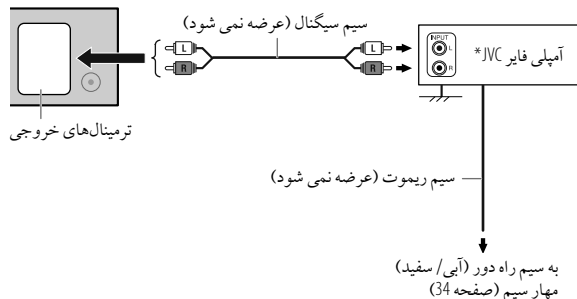 سیم سیگنال (عرضه نمی شود)
L
R
L
R
INPUT
L
R
آمپلی فایر JVC*
ترمینال‌های خروجی
سیم ریموت (عرضه نمی شود)
به سیم راه دور (آبی/ سفید)
مهار سیم (صفحه 34)